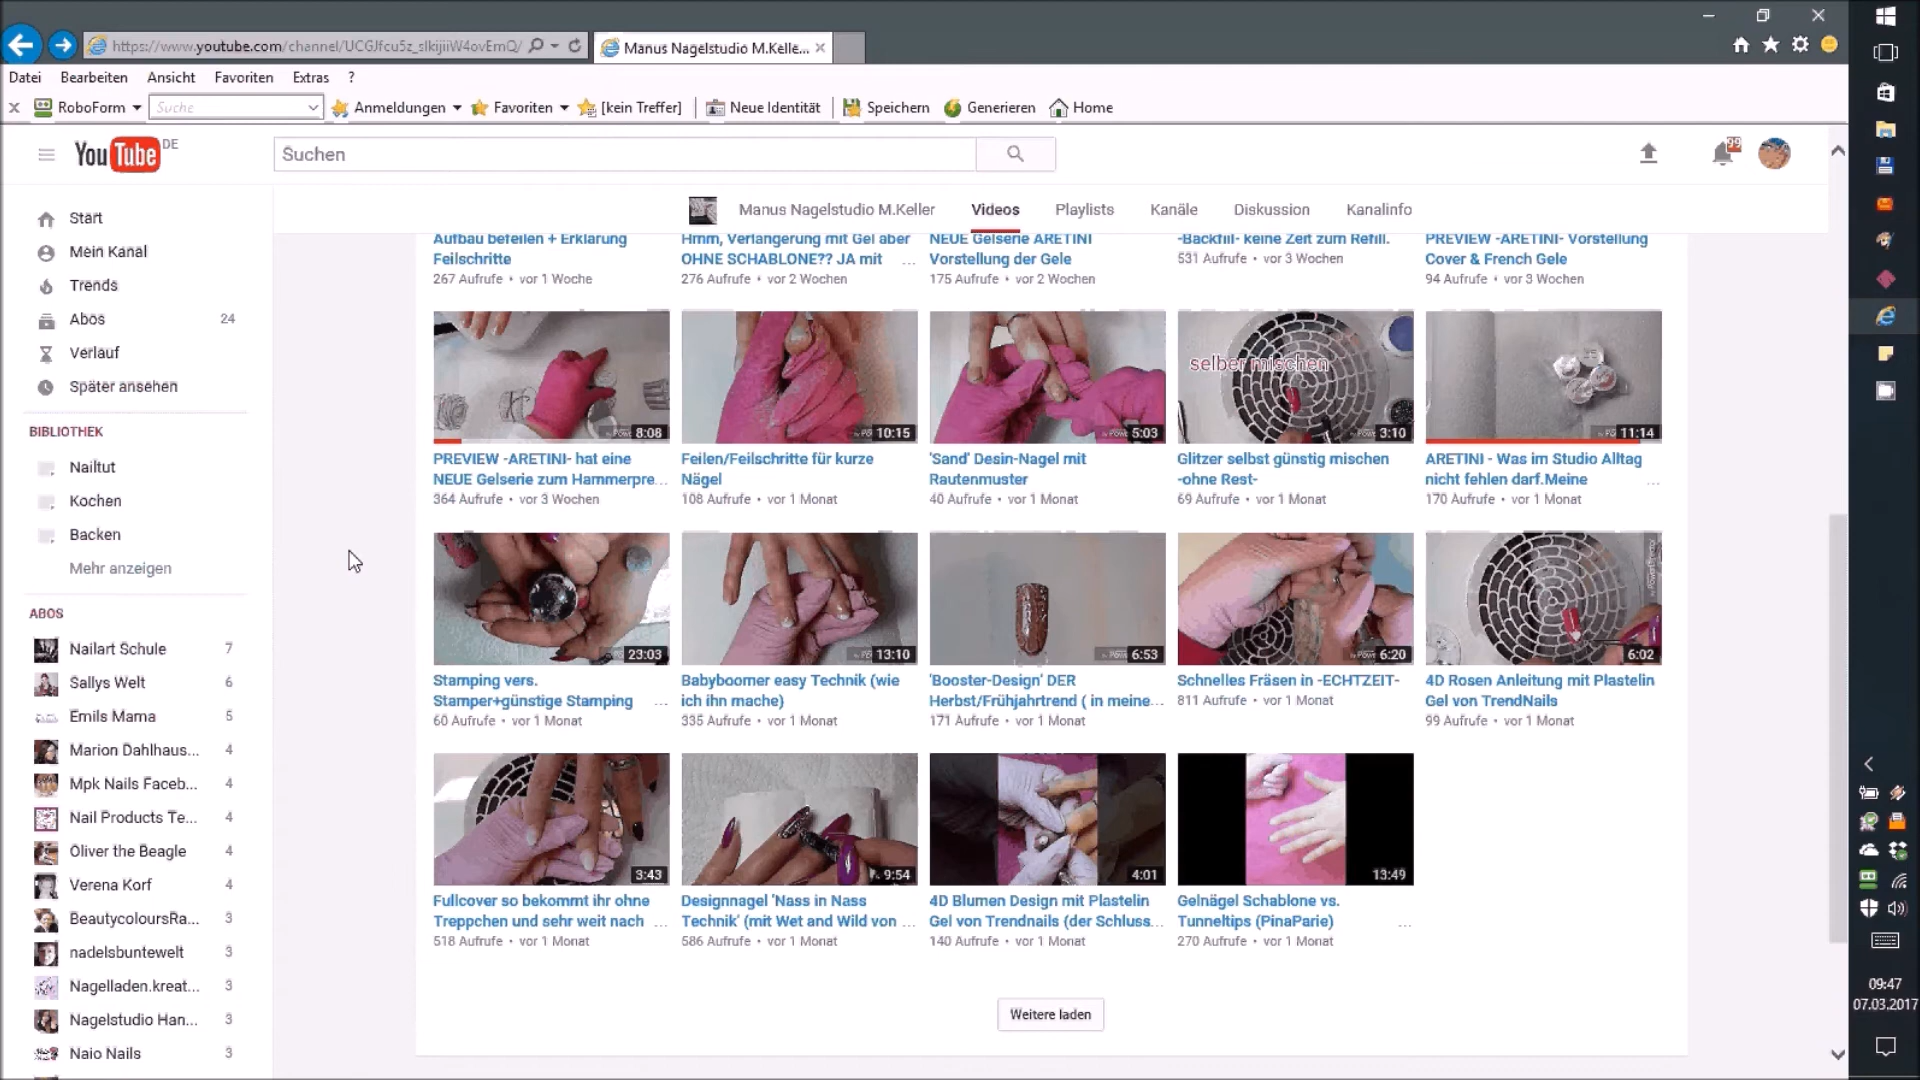 https://www.youtube.com/channel/UCGJfcu5z_slkijiiW4ovEmQ/
Manus Nagelstudio M.Kelle...
Datei Bearbeiten Ansicht Favoriten Extras ?
RoboForm Suche Anmeldungen Favoriten [kein Treffer] Neue Identität Speichern Generieren Home
YouTube DE Suchen 99
Manus Nagelstudio M.Keller Videos Playlists Kanäle Diskussion Kanalinfo
Start
Mein Kanal
Trends
Abos 24
Verlauf
Später ansehen
BIBLIOTHEK
Nailtut
Kochen
Backen
Mehr anzeigen
ABOS
Nailart Schule 7
Sallys Welt 6
Emils Mama 5
Marion Dahlhaus... 4
Mpk Nails Faceb... 4
Nail Products Te... 4
Oliver the Beagle 4
Verena Korf 4
BeautycoloursRa... 3
nadelsbuntewelt 3
Nagelladen.kreat... 3
Nagelstudio Han... 3
Naio Nails 3
Aufbau befeilen + Erklärung
Feilschritte
267 Aufrufe • vor 1 Woche
Hmm, Verlängerung mit Gel aber
OHNE SCHABLONE?? JA mit ...
276 Aufrufe • vor 2 Wochen
NEUE Gelserie ARETINI
Vorstellung der Gele
175 Aufrufe • vor 2 Wochen
-Backfill- keine Zeit zum Refill.
531 Aufrufe • vor 3 Wochen
PREVIEW -ARETINI- Vorstellung
Cover & French Gele
94 Aufrufe • vor 3 Wochen
8:08
PREVIEW -ARETINI- hat eine
NEUE Gelserie zum Hammerpre...
364 Aufrufe • vor 3 Wochen
10:15
Feilen/Feilschritte für kurze
Nägel
108 Aufrufe • vor 1 Monat
5:03
'Sand' Desin-Nagel mit
Rautenmuster
40 Aufrufe • vor 1 Monat
selber mischen
3:10
Glitzer selbst günstig mischen
-ohne Rest-
69 Aufrufe • vor 1 Monat
11:14
ARETINI - Was im Studio Alltag
nicht fehlen darf.Meine ...
170 Aufrufe • vor 1 Monat
23:03
Stamping vers.
Stamper+günstige Stamping ...
60 Aufrufe • vor 1 Monat
13:10
Babyboomer easy Technik (wie
ich ihn mache)
335 Aufrufe • vor 1 Monat
6:53
'Booster-Design' DER
Herbst/Frühjahrtrend ( in meine...
171 Aufrufe • vor 1 Monat
6:20
Schnelles Fräsen in -ECHTZEIT-
811 Aufrufe • vor 1 Monat
6:02
4D Rosen Anleitung mit Plastelin
Gel von TrendNails
99 Aufrufe • vor 1 Monat
3:43
Fullcover so bekommt ihr ohne
Treppchen und sehr weit nach ...
518 Aufrufe • vor 1 Monat
9:54
Designnagel 'Nass in Nass
Technik' (mit Wet and Wild von ...
586 Aufrufe • vor 1 Monat
4:01
4D Blumen Design mit Plastelin
Gel von Trendnails (der Schluss...
140 Aufrufe • vor 1 Monat
13:49
Gelnägel Schablone vs.
Tunneltips (PinaParie) ...
270 Aufrufe • vor 1 Monat
Weitere laden
09:47
07.03.2017